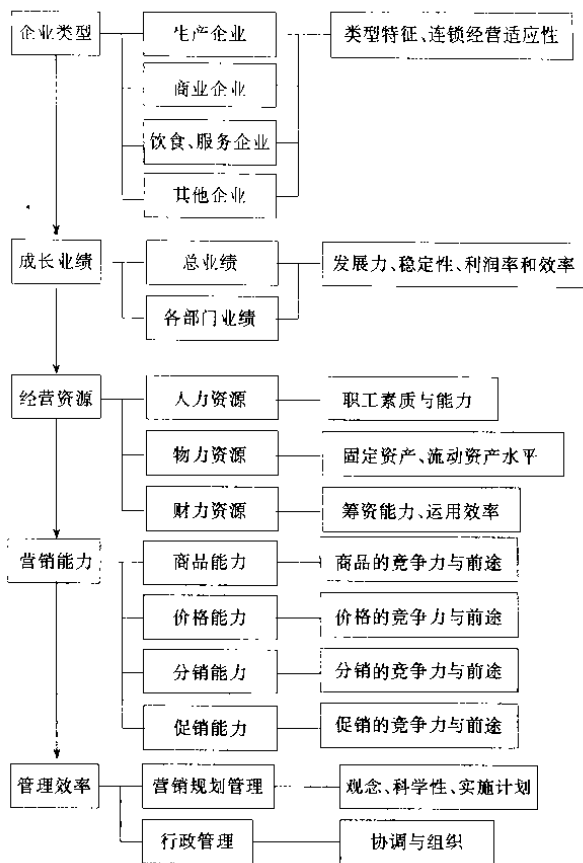 企业类型
生产企业
类型特征、连锁经营适应性
商业企业
饮食、服务企业
其他企业
成长业绩
总业绩
发展力、稳定性、利润率和效率
各部门业绩
经营资源
人力资源
职工素质与能力
物力资源
固定资产、流动资产水平
财力资源
筹资能力、运用效率
营销能力
商品能力
商品的竞争力与前途
价格能力
价格的竞争力与前途
分销能力
分销的竞争力与前途
促销能力
促销的竞争力与前途
管理效率
营销规划管理
观念、科学性、实施计划
行政管理
协调与组织